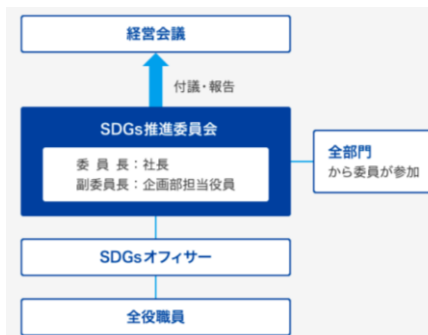 経営会議
付議・報告
SDGs推進委員会
委 員 長：社長
副委員長：企画部担当役員
全部門
から委員が参加
SDGsオフィサー
全役職員